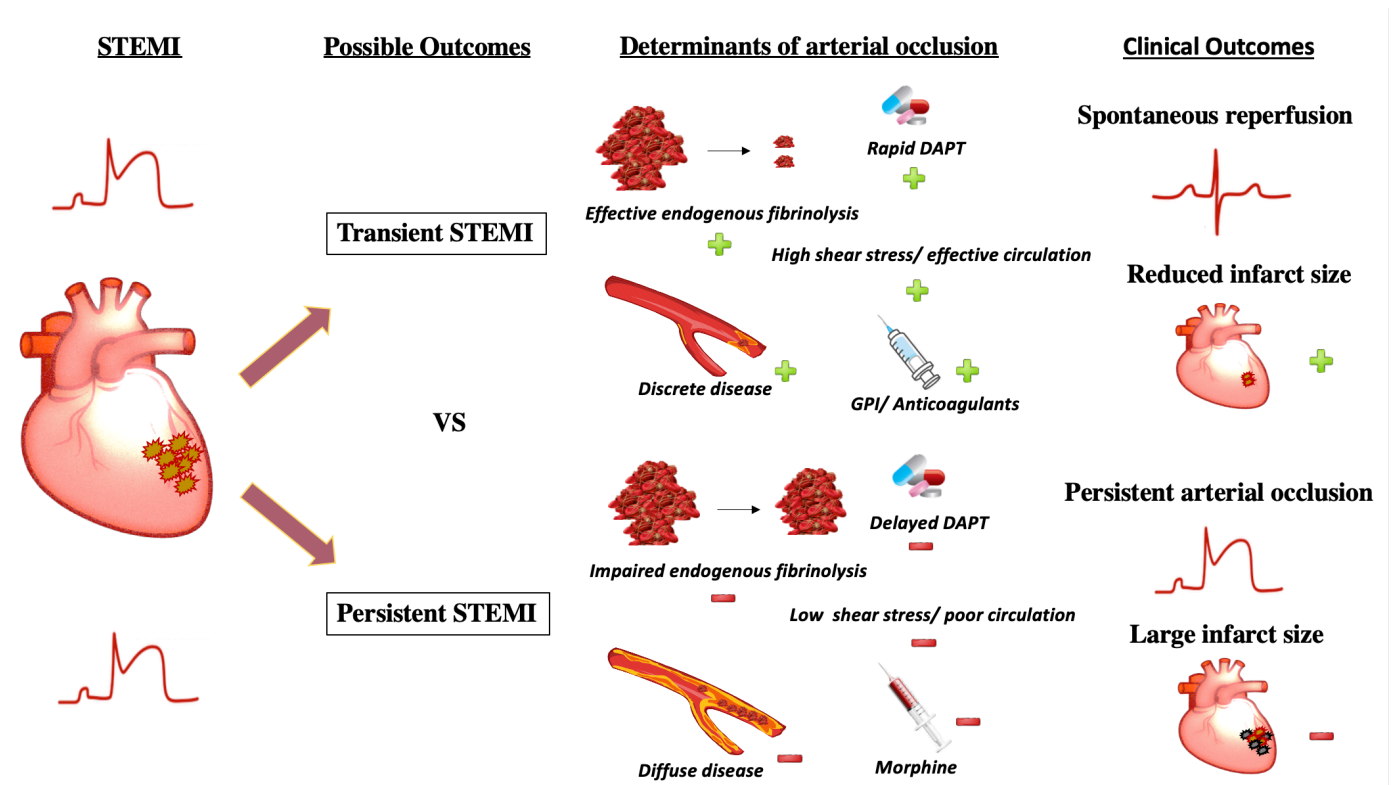 STEMI
Possible Outcomes
Determinants of arterial occlusion
Clinical Outcomes
Transient STEMI
Effective endogenous fibrinolysis
Rapid DAPT
High shear stress/ effective circulation
Discrete disease
GPI/ Anticoagulants
Spontaneous reperfusion
Reduced infarct size
VS
Persistent STEMI
Impaired endogenous fibrinolysis
Delayed DAPT
Low  shear stress/ poor circulation
Diffuse disease
Morphine
Persistent arterial occlusion
Large infarct size